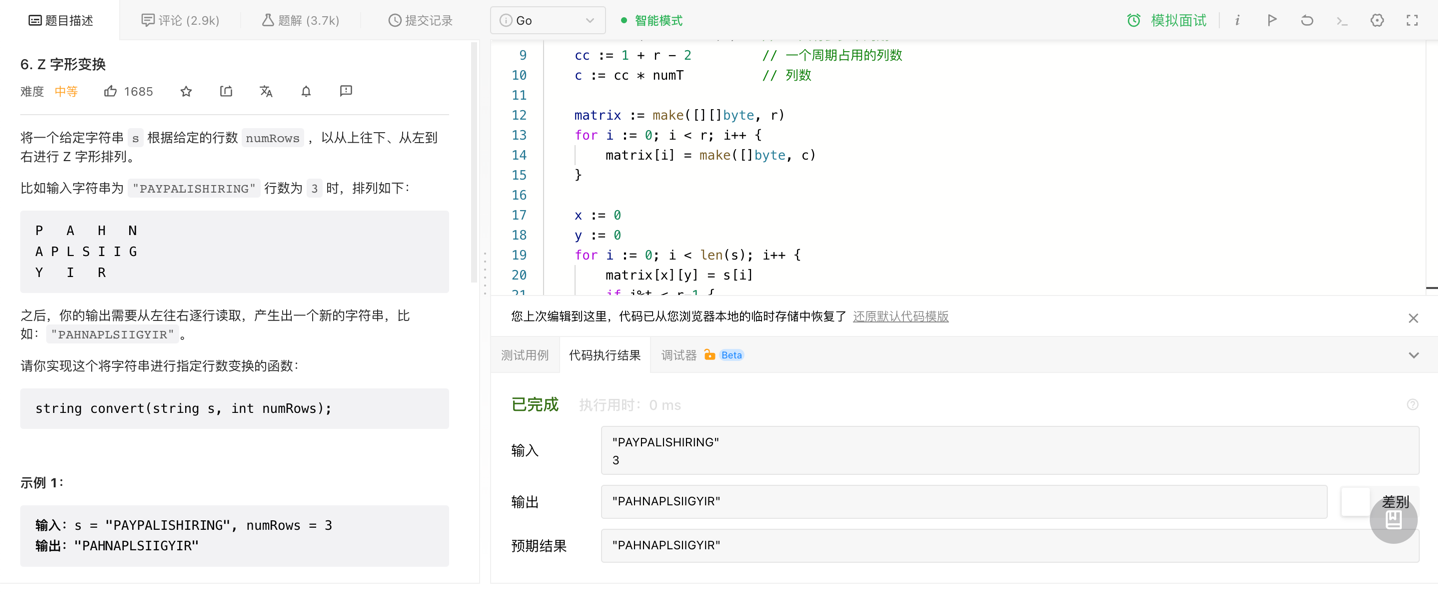 题目描述
评论 (2.9k)
题解 (3.7k)
提交记录
Go
智能模式
模拟面试
6. Z 字形变换
难度 中等 1685
将一个给定字符串 s 根据给定的行数 numRows ，以从上往下、从左到
右进行 Z 字形排列。
比如输入字符串为 "PAYPALISHIRING" 行数为 3 时，排列如下：
P   A   H   N
A P L S I I G
Y   I   R
之后，你的输出需要从左往右逐行读取，产生出一个新的字符串，比
如："PAHNAPLSIIGYIR"。
请你实现这个将字符串进行指定行数变换的函数：
string convert(string s, int numRows);
示例 1：
输入：s = "PAYPALISHIRING", numRows = 3
输出："PAHNAPLSIIGYIR"
9 cc := 1 + r - 2 // 一个周期占用的列数
10 c := cc * numT // 列数
11
12 matrix := make([][]byte, r)
13 for i := 0; i < r; i++ {
14 matrix[i] = make([]byte, c)
15 }
16
17 x := 0
18 y := 0
19 for i := 0; i < len(s); i++ {
20 matrix[x][y] = s[i]
21 if i%t < r-1 {
您上次编辑到这里，代码已从您浏览器本地的临时存储中恢复了 还原默认代码模版
测试用例
代码执行结果
调试器 Beta
已完成 执行用时：0 ms
输入
"PAYPALISHIRING"
3
输出
"PAHNAPLSIIGYIR"
差别
预期结果
"PAHNAPLSIIGYIR"